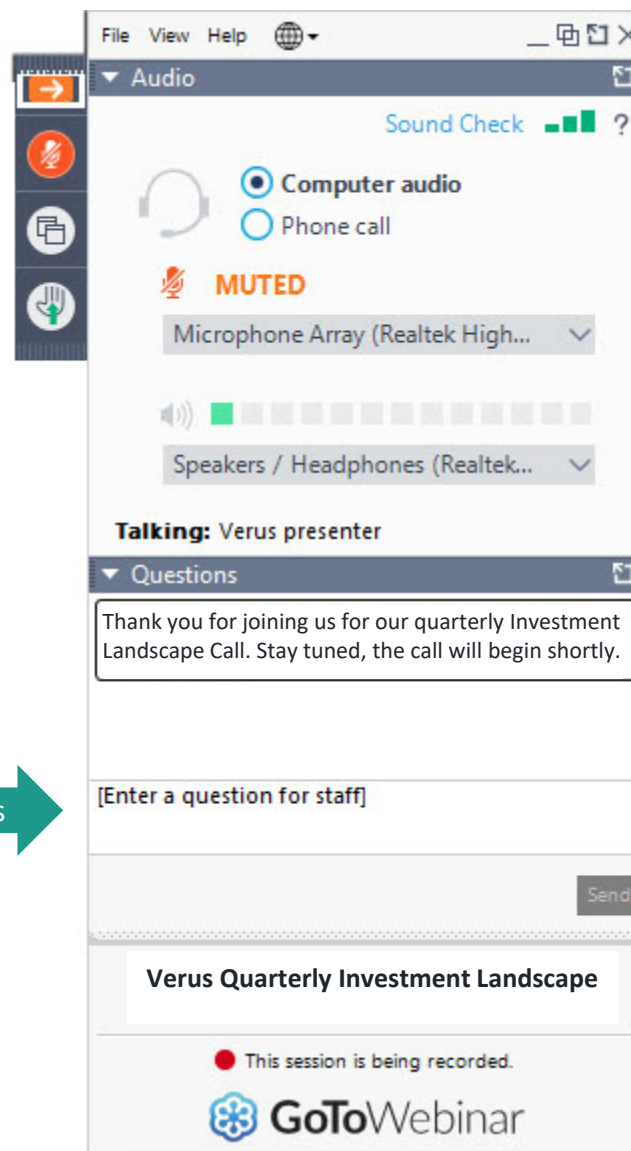 File View Help
Audio
Sound Check ?
Computer audio
Phone call
MUTED
Microphone Array (Realtek High...
Speakers / Headphones (Realtek...
Talking: Verus presenter
Questions
Thank you for joining us for our quarterly Investment
Landscape Call. Stay tuned, the call will begin shortly.
[Enter a question for staff]
Send
Verus Quarterly Investment Landscape
This session is being recorded.
GoToWebinar